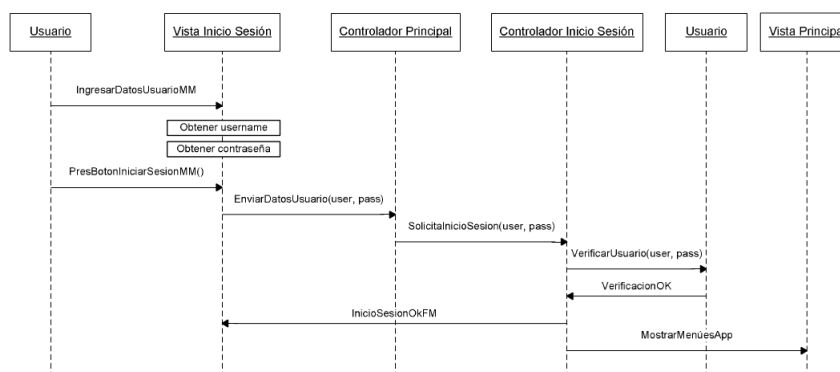 Usuario
Vista Inicio Sesión
Controlador Principal
Controlador Inicio Sesión
Usuario
Vista Principal
IngresarDatosUsuarioMM
Obtener username
Obtener contraseña
PresBotonIniciarSesionMM()
EnviarDatosUsuario(user, pass)
SolicitaInicioSesion(user, pass)
VerificarUsuario(user, pass)
VerificacionOK
InicioSesionOkFM
MostrarMenúesApp